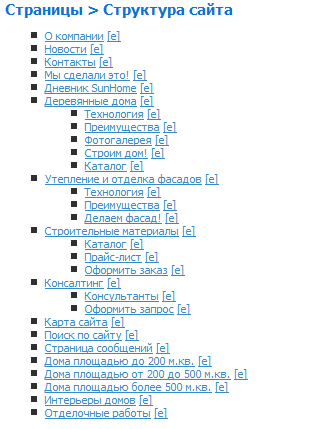 Страницы > Структура сайта
О компании [e]
Новости [e]
Контакты [e]
Мы сделали это! [e]
Дневник SunHome [e]
Деревянные дома [e]
Технология [e]
Преимущества [e]
Фотогалерея [e]
Строим дом! [e]
Каталог [e]
Утепление и отделка фасадов [e]
Технология [e]
Преимущества [e]
Делаем фасад! [e]
Строительные материалы [e]
Каталог [e]
Прайс-лист [e]
Оформить заказ [e]
Консалтинг [e]
Консультанты [e]
Оформить запрос [e]
Карта сайта [e]
Поиск по сайту [e]
Страница сообщений [e]
Дома площадью до 200 м.кв. [e]
Дома площадью от 200 до 500 м.кв. [e]
Дома площадью более 500 м.кв. [e]
Интерьеры домов [e]
Отделочные работы [e]